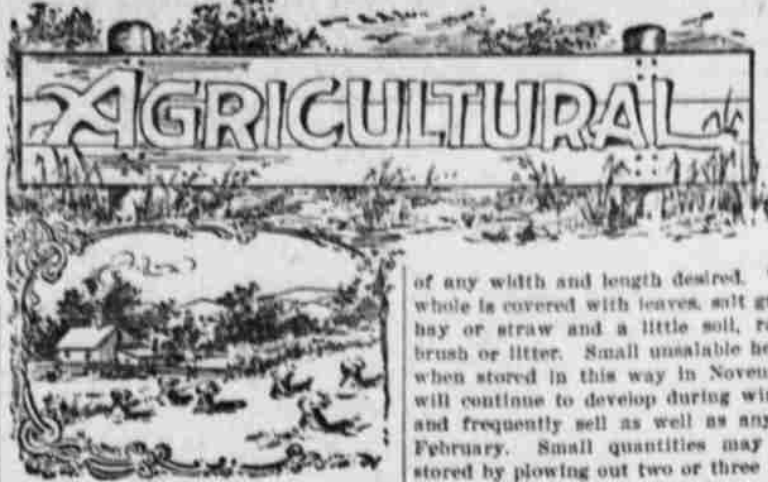 AGRICULTURAL
of any width and length desired.
whole is covered with leaves, salt
hay or straw and a little soil,
brush or litter. Small unsalable
when stored in this way in
will continue to develop during
and frequently sell as well as any
February. Small quantities may
stored by plowing out two or three